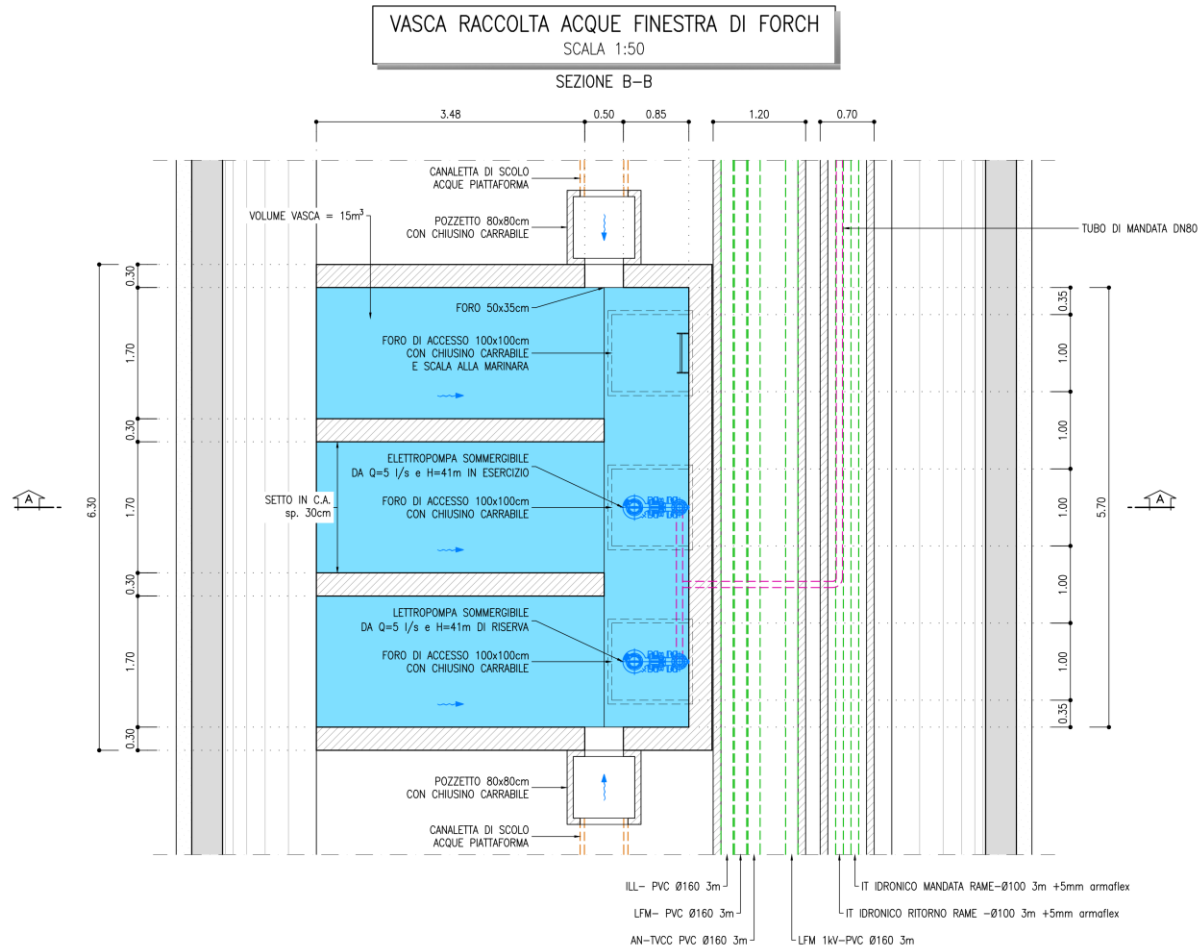 VASCA RACCOLTA ACQUE FINESTRA DI FORCH
SCALA 1:50
SEZIONE B-B
3.48
0.50
0.85
1.20
0.70
CANALETTA DI SCOLO
ACQUE PIATTAFORMA
VOLUME VASCA = 15m³
POZZETTO 80x80cm
CON CHIUSINO CARRABILE
TUBO DI MANDATA DN80
0.30
1.70
0.30
1.70
0.30
1.70
0.30
6.30
FORO 50x35cm
FORO DI ACCESSO 100x100cm
CON CHIUSINO CARRABILE
E SCALA ALLA MARINARA
ELETTROPOMPA SOMMERGIBILE
DA Q=5 l/s e H=41m IN ESERCIZIO
SETTO IN C.A.
sp. 30cm
FORO DI ACCESSO 100x100cm
CON CHIUSINO CARRABILE
A
A
LETTROPOMPA SOMMERGIBILE
DA Q=5 l/s e H=41m DI RISERVA
FORO DI ACCESSO 100x100cm
CON CHIUSINO CARRABILE
0.35
1.00
1.00
1.00
1.00
1.00
0.35
5.70
POZZETTO 80x80cm
CON CHIUSINO CARRABILE
CANALETTA DI SCOLO
ACQUE PIATTAFORMA
ILL- PVC Ø160 3m
IT IDRONICO MANDATA RAME-Ø100 3m +5mm armaflex
LFM- PVC Ø160 3m
IT IDRONICO RITORNO RAME -Ø100 3m +5mm armaflex
AN-TVCC PVC Ø160 3m
LFM 1kV-PVC Ø160 3m